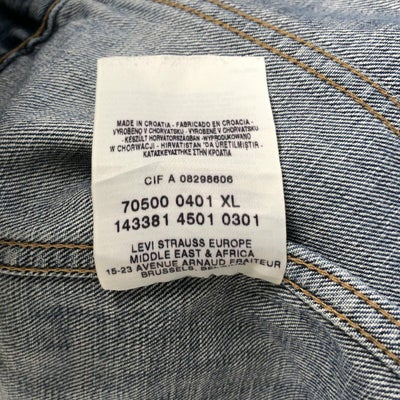 MADE IN CROATIA - FABRICADO EN CROACIA -
VYROBENO V CHORVATSKU - VYROBENÉ V CHORVATSKU
KÉSZÜLT HORVÁTORSZÁGBAN - WYPRODUKOWANO
W CHORWACJI - HIRVATISTAN 'DA ÜRETILMIŞTIR -
ΚΑΤΑΣΚΕΥΑΣΤΗΚΕ ΣΤΗΝ ΚΡΟΑΤΙΑ
CIF A 08298606
70500 0401 XL
143381 4501 0301
LEVI STRAUSS EUROPE
MIDDLE EAST & AFRICA
15-23 AVENUE ARNAUD FRAITEUR
BRUSSELS,